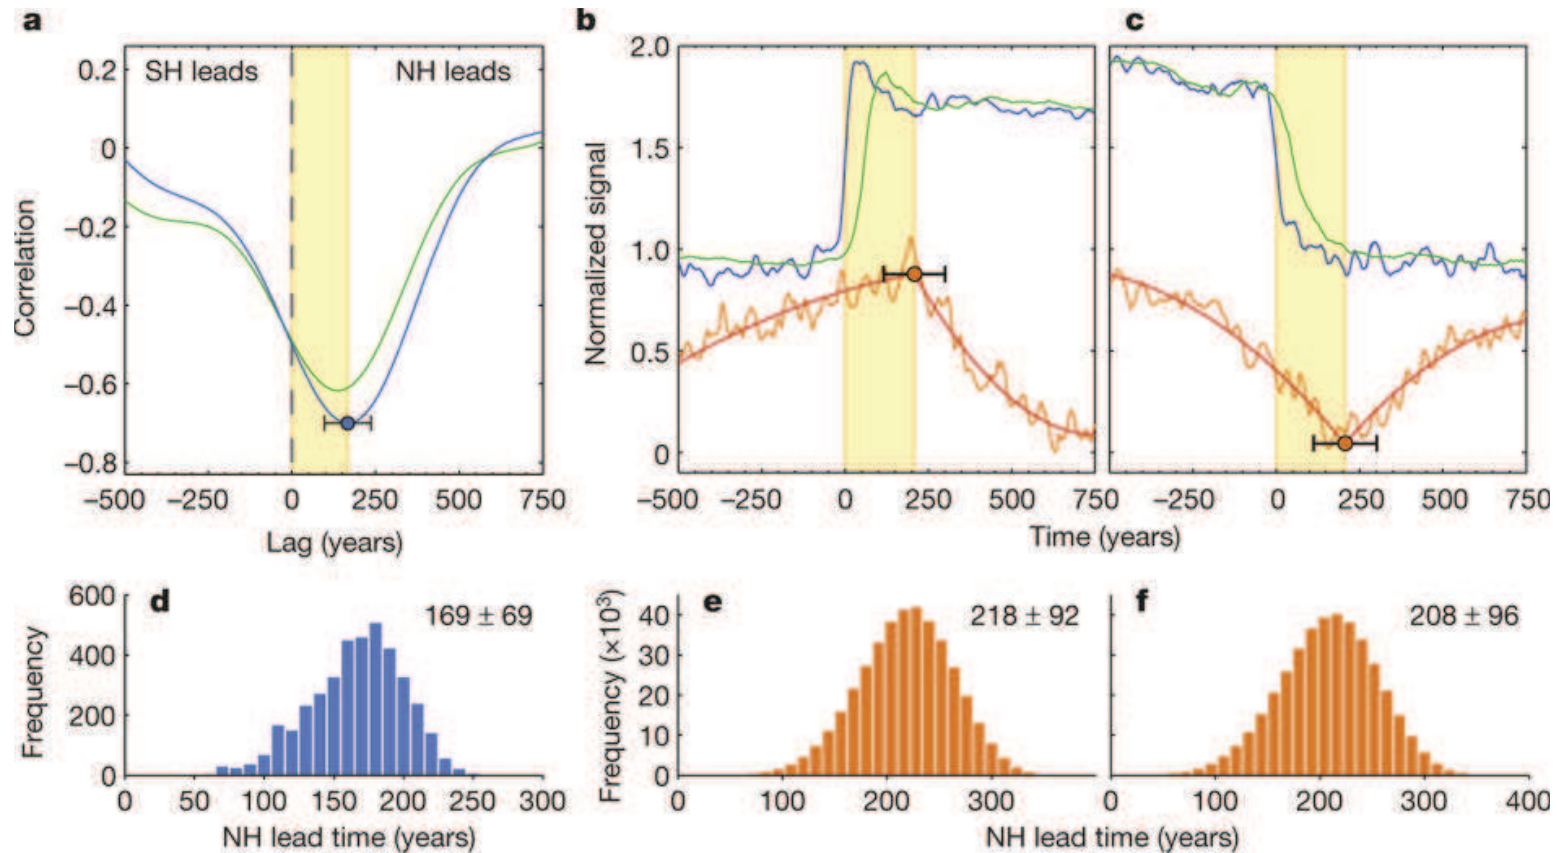 a
SH leads NH leads
0.2
0
−0.2
−0.4
−0.6
−0.8
Correlation
−500 −250 0 250 500 750
Lag (years)
b
2.0
1.5
1.0
0.5
0
Normalized signal
−500 −250 0 250 500
c
−250 0 250 500 750
Time (years)
d
169 ± 69
600
400
200
0
Frequency
0 50 100 150 200 250 300
NH lead time (years)
e
218 ± 92
40
30
20
10
0
Frequency (×10³)
0 100 200 300
f
208 ± 96
0 100 200 300 400
NH lead time (years)